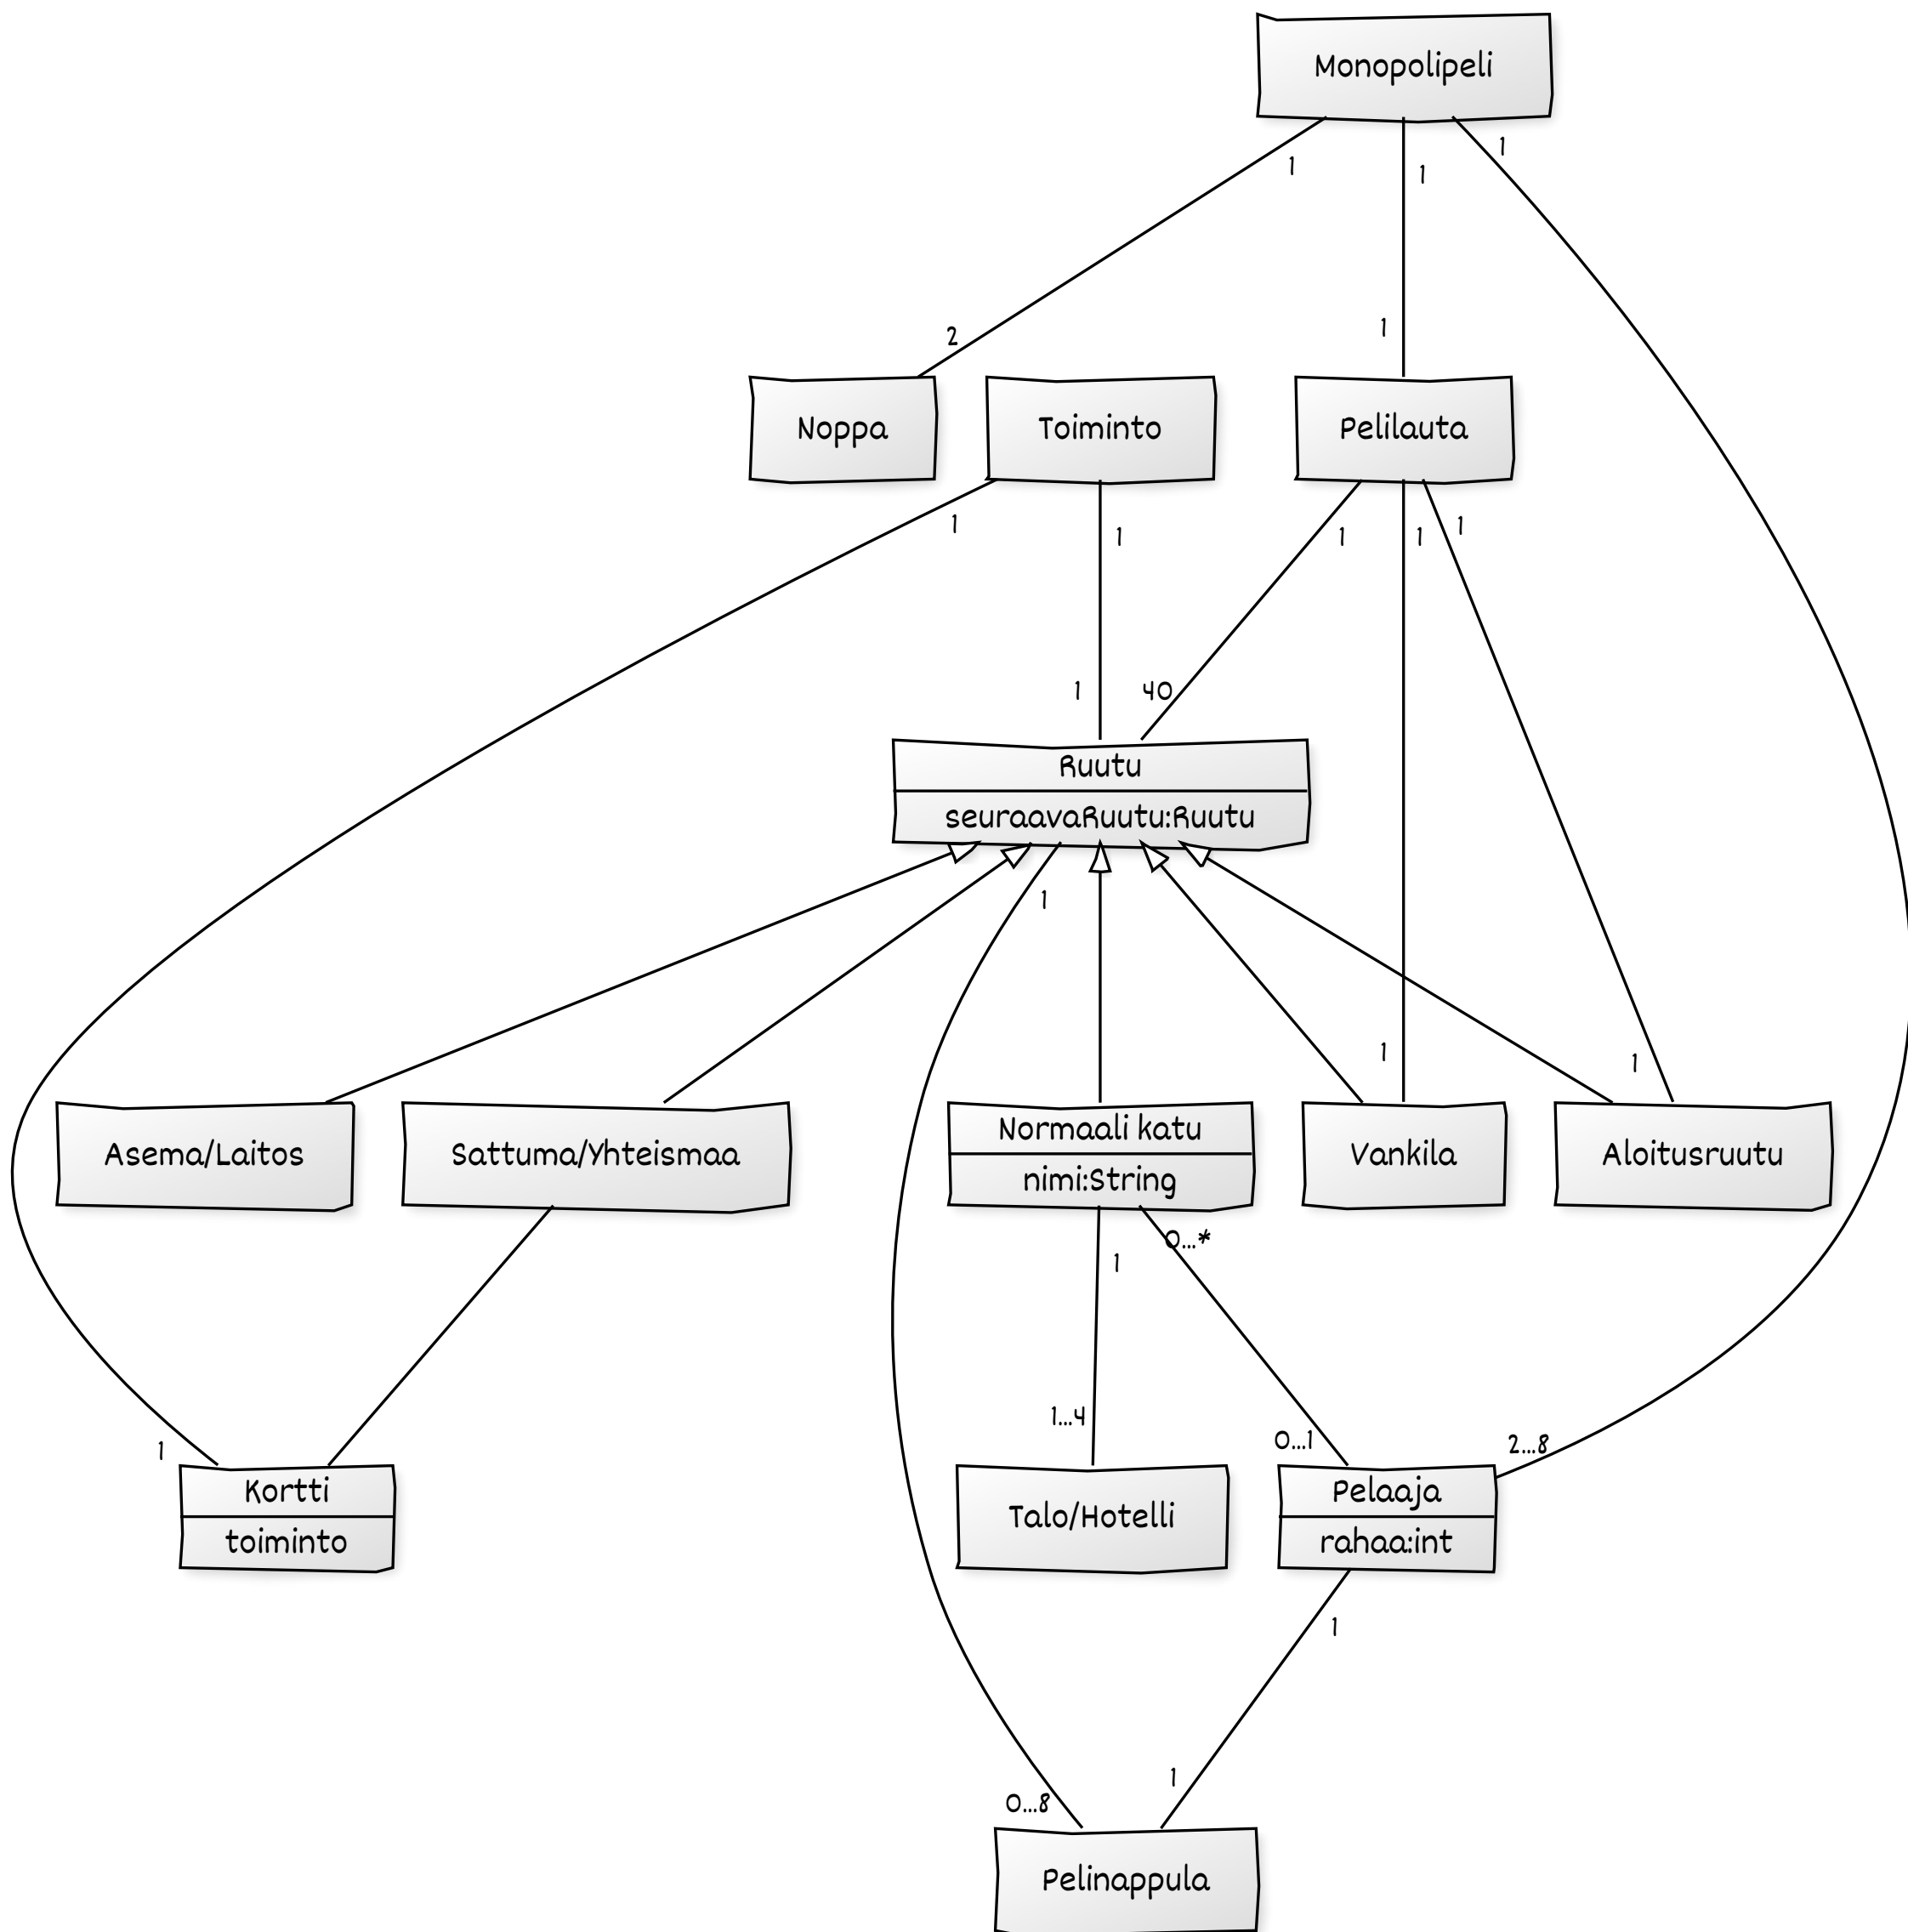 Monopolipeli
1
1
1
2
1
Noppa
Toiminto
Pelilauta
1
1
1
1
1
1
40
Ruutu
seuraavaRuutu:Ruutu
1
1
1
Asema/Laitos
Sattuma/Yhteismaa
Normaali katu
nimi:String
Vankila
Aloitusruutu
0...*
1
1...4
0...1
2...8
1
Kortti
toiminto
Talo/Hotelli
Pelaaja
rahaa:int
1
1
0...8
Pelinappula